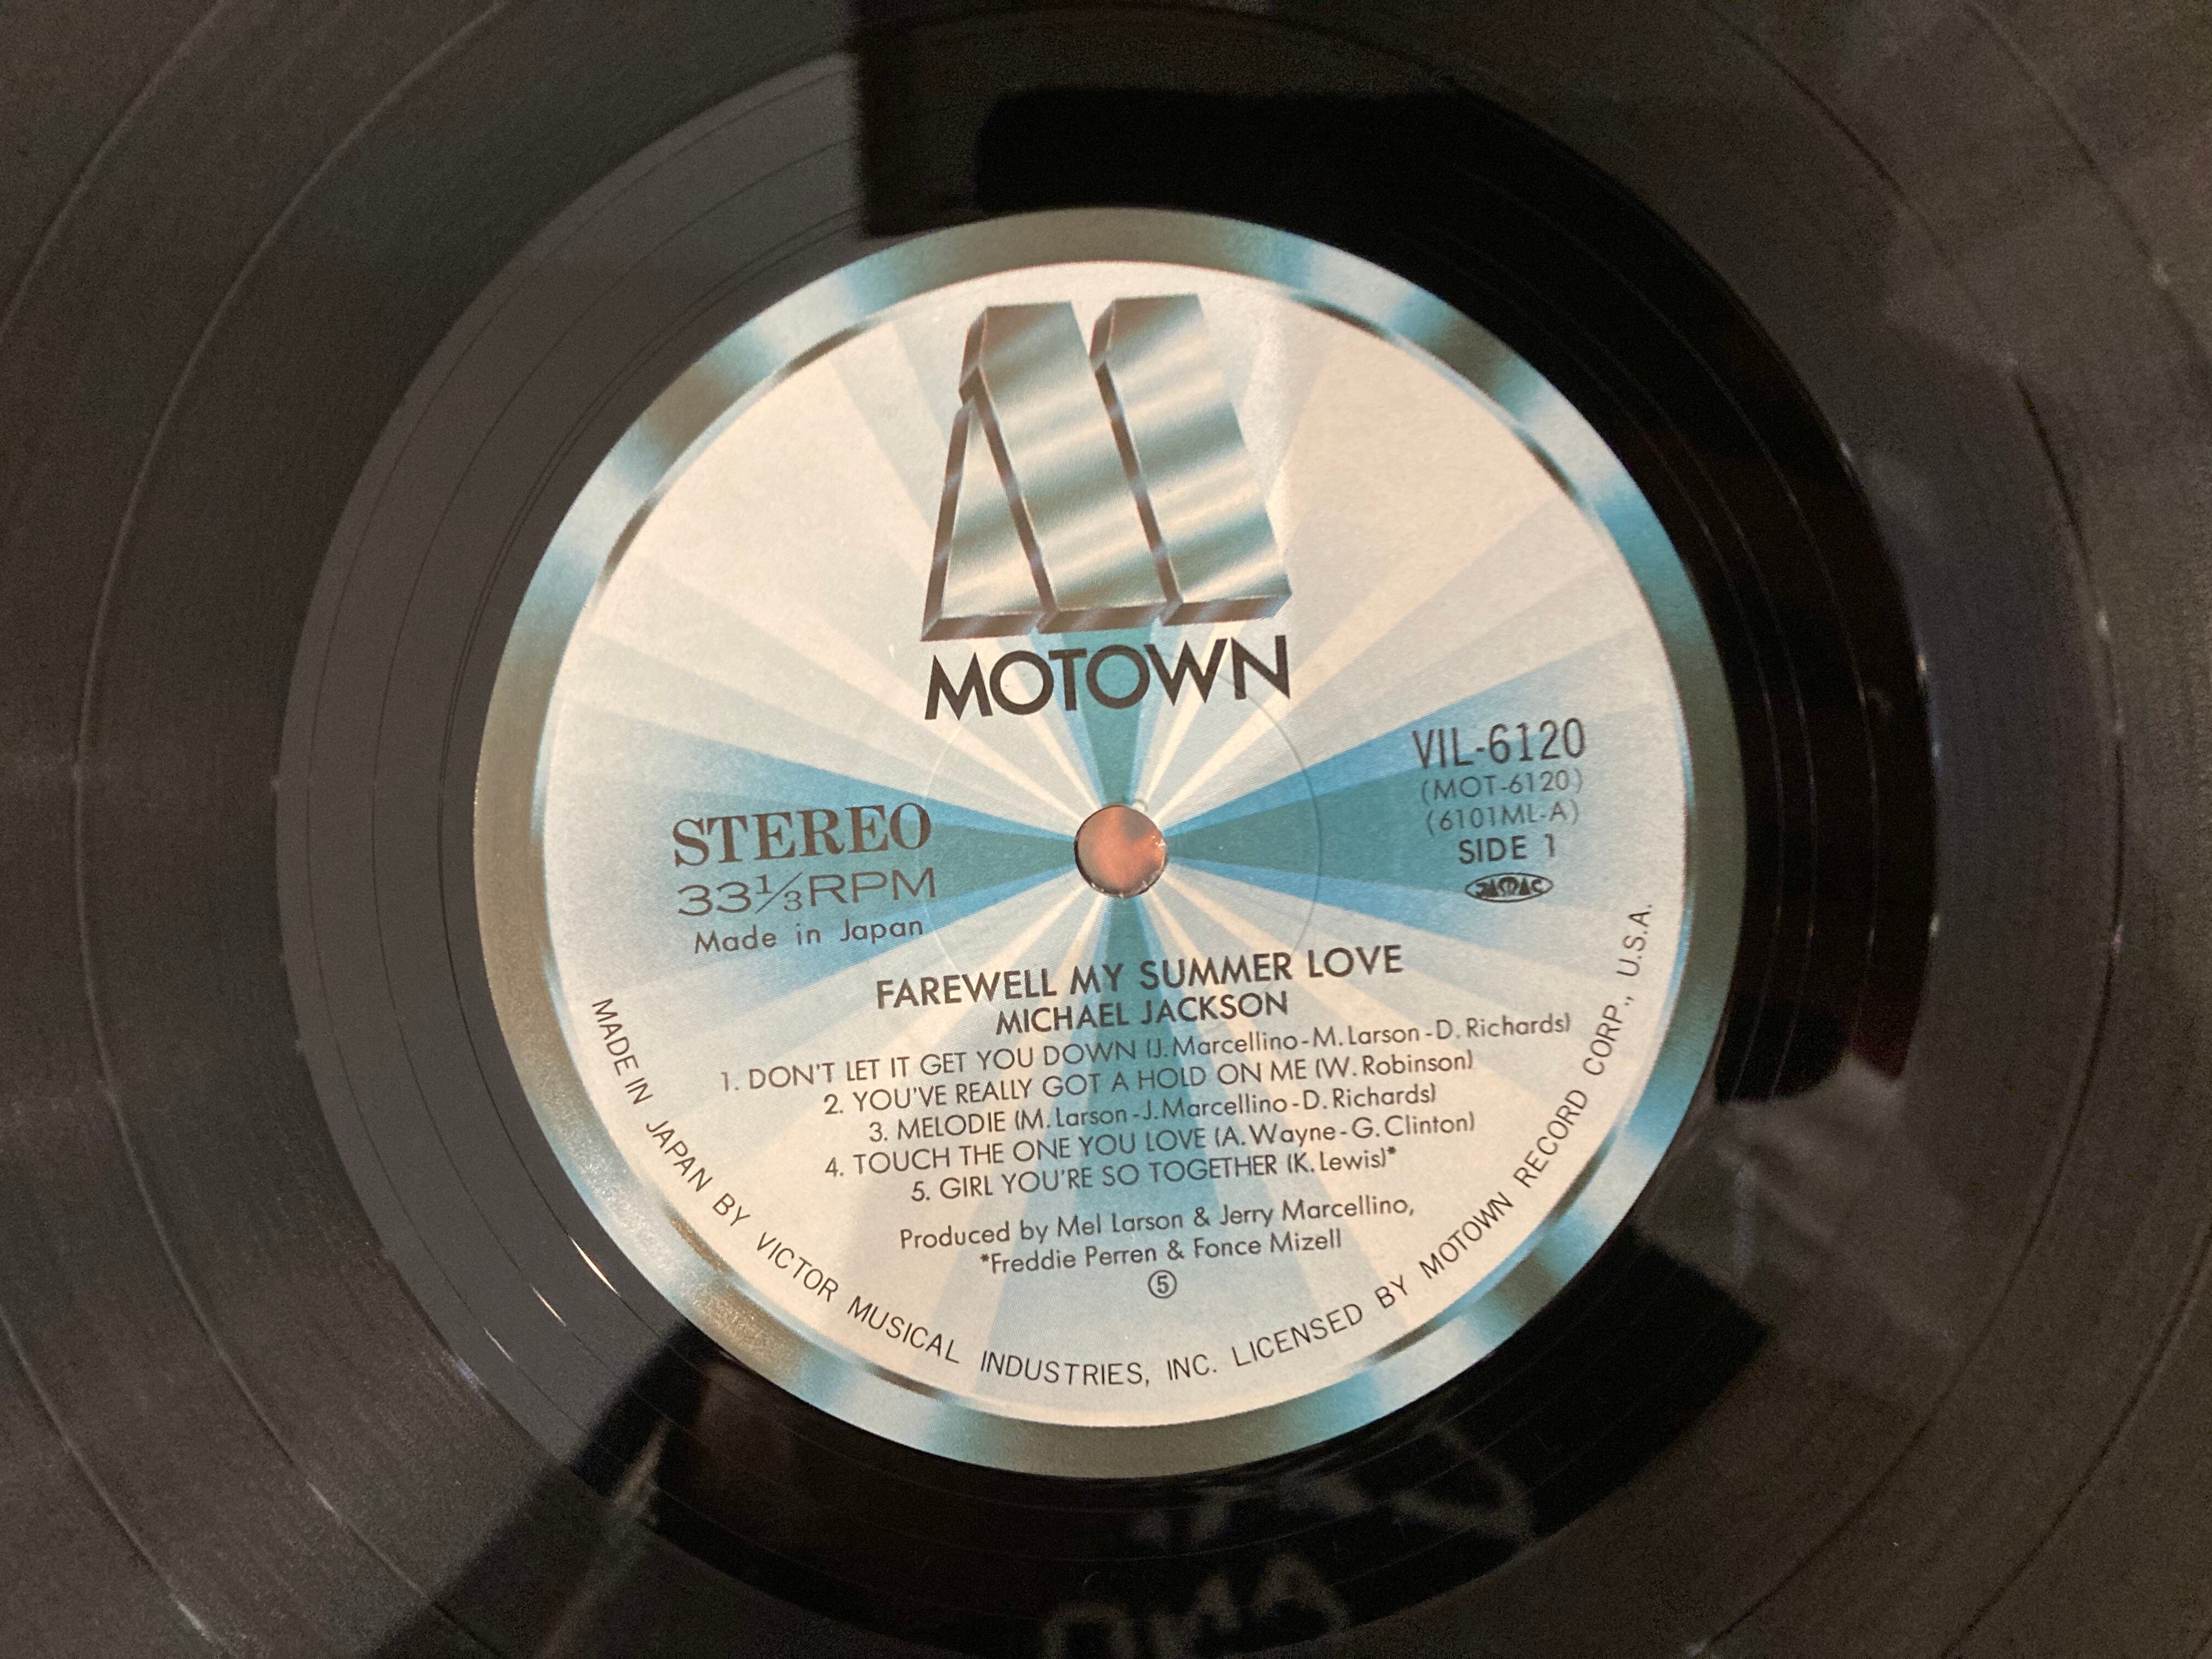 MOTOWN
VIL-6120
(MOT-6120)
(6101ML-A)
SIDE 1
STEREO
33⅓RPM
Made in Japan
FAREWELL MY SUMMER LOVE
MICHAEL JACKSON
1. DON'T LET IT GET YOU DOWN (J. Marcellino-M. Larson-D. Richards)
2. YOU'VE REALLY GOT A HOLD ON ME (W. Robinson)
3. MELODIE (M. Larson-J. Marcellino-D. Richards)
4. TOUCH THE ONE YOU LOVE (A. Wayne-G. Clinton)
5. GIRL YOU'RE SO TOGETHER (K. Lewis)*
Produced by Mel Larson & Jerry Marcellino,
*Freddie Perren & Fonce Mizell
⑤
MADE IN JAPAN BY VICTOR MUSICAL INDUSTRIES, INC. LICENSED BY MOTOWN RECORD CORP., U.S.A.